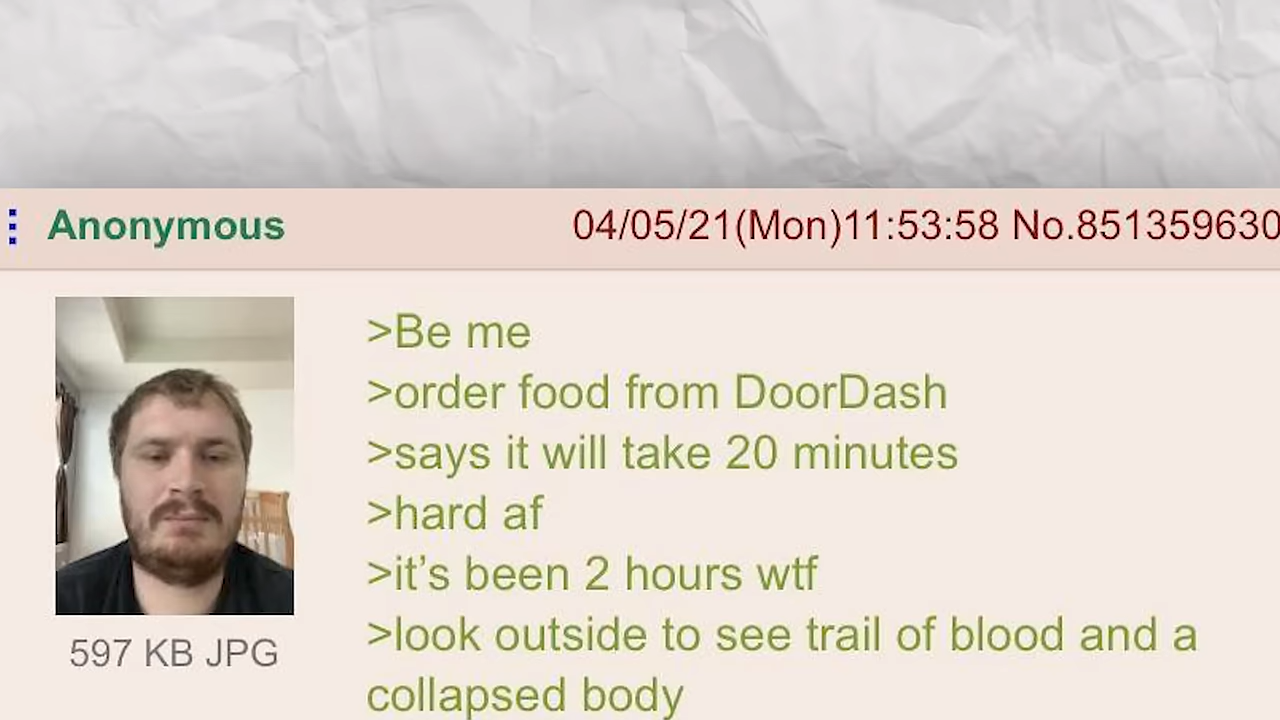 Anonymous 04/05/21(Mon)11:53:58 No.851359630
>Be me
>order food from DoorDash
>says it will take 20 minutes
>hard af
>it’s been 2 hours wtf
>look outside to see trail of blood and a
collapsed body
597 KB JPG